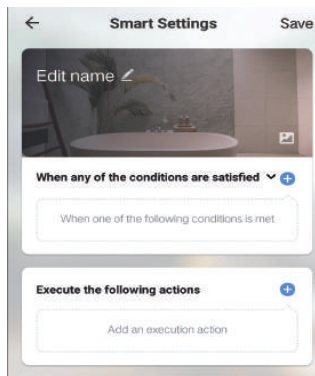 Smart Settings Save
Edit name
When any of the conditions are satisfied
When one of the following conditions is met
Execute the following actions
Add an execution action